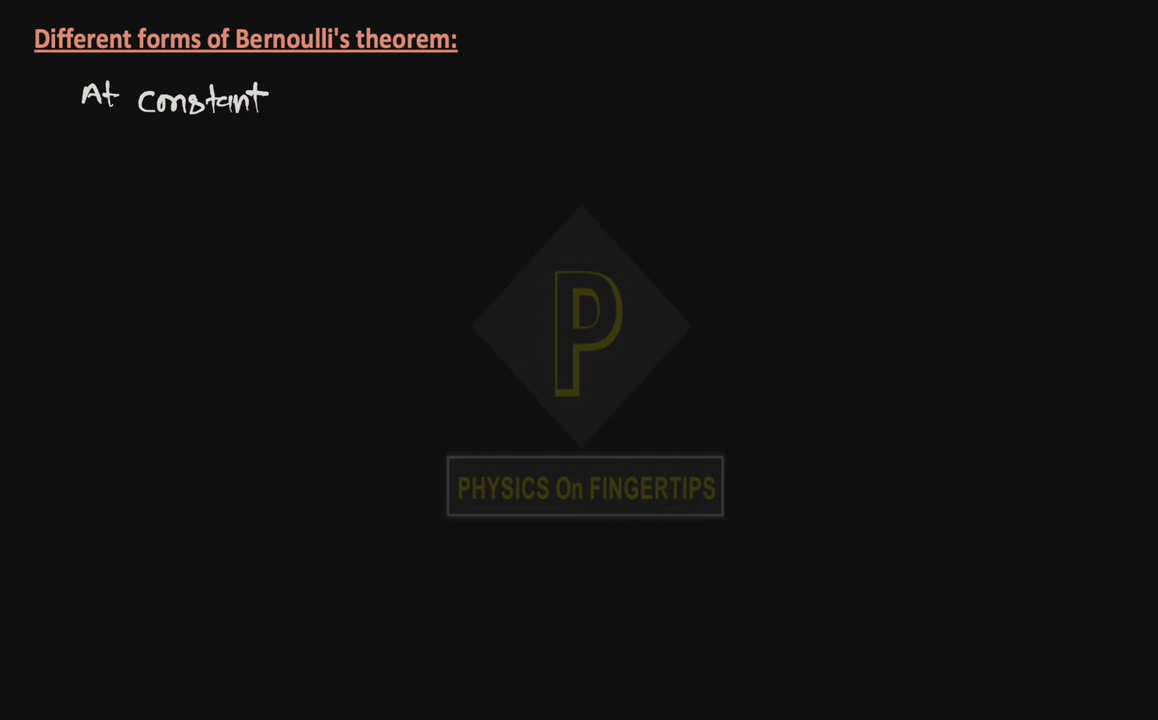 Different forms of Bernoulli's theorem:
At constant
P
PHYSICS On FINGERTIPS